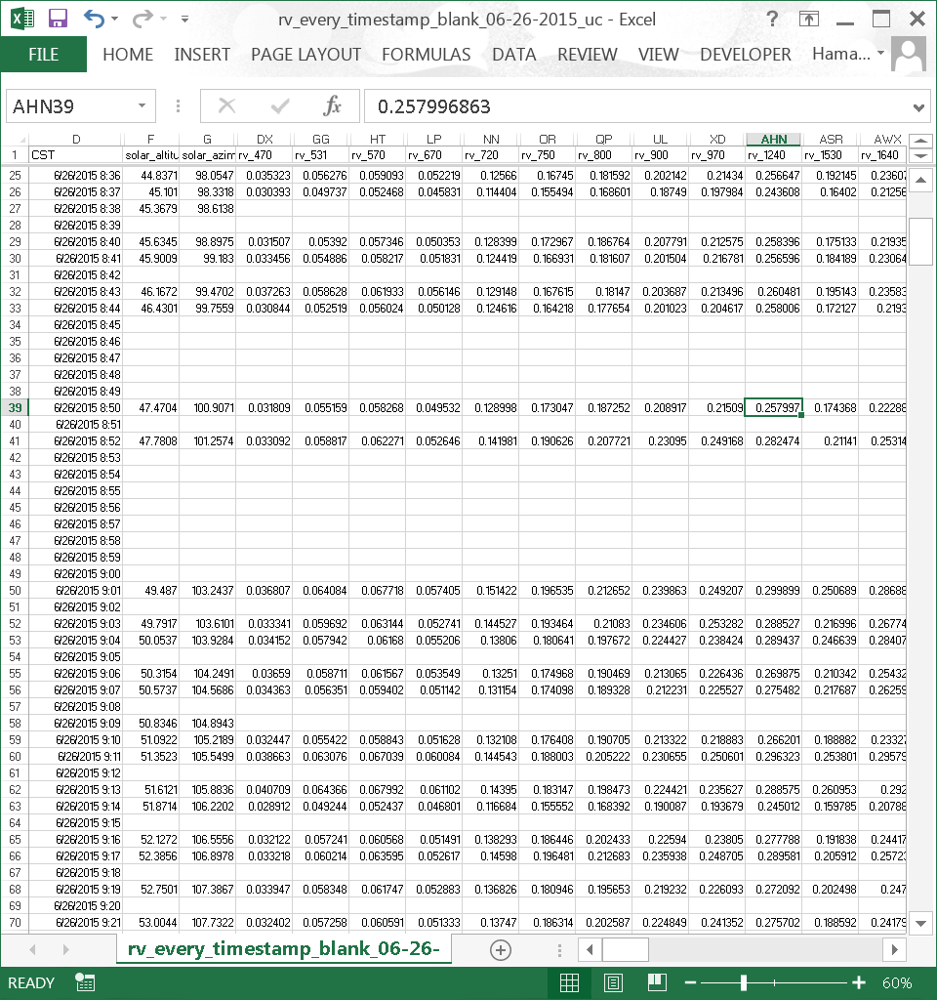 rv_every_timestamp_blank_06-26-2015_uc - Excel
FILE HOME INSERT PAGE LAYOUT FORMULAS DATA REVIEW VIEW DEVELOPER Hama...
AHN39 fx 0.257996863
D F G DX GG HT LP NN OR QP UL XD AHN ASR AWX
1 CST solar_altitu solar_azim rv_470 rv_531 rv_570 rv_670 rv_720 rv_750 rv_800 rv_900 rv_970 rv_1240 rv_1530 rv_1640
25 6/26/2015 8:36 44.8371 98.0547 0.035323 0.056276 0.059093 0.052219 0.12566 0.16745 0.181592 0.202142 0.21434 0.256647 0.192145 0.23607
26 6/26/2015 8:37 45.101 98.3318 0.030393 0.049737 0.052468 0.045831 0.114404 0.155494 0.168601 0.18749 0.197984 0.243608 0.16402 0.21256
27 6/26/2015 8:38 45.3679 98.6138
28 6/26/2015 8:39
29 6/26/2015 8:40 45.6345 98.8975 0.031507 0.05392 0.057346 0.050353 0.128399 0.172967 0.186764 0.207791 0.212575 0.258396 0.175133 0.21935
30 6/26/2015 8:41 45.9009 99.183 0.033456 0.054886 0.058217 0.051831 0.124419 0.166931 0.181607 0.201504 0.216781 0.256596 0.184189 0.23064
31 6/26/2015 8:42
32 6/26/2015 8:43 46.1672 99.4702 0.037263 0.058628 0.061933 0.056146 0.129148 0.167615 0.18147 0.203687 0.213496 0.260481 0.195143 0.23583
33 6/26/2015 8:44 46.4301 99.7559 0.030844 0.052519 0.056024 0.050128 0.124616 0.164218 0.177654 0.201023 0.204617 0.258006 0.172127 0.2193
34 6/26/2015 8:45
35 6/26/2015 8:46
36 6/26/2015 8:47
37 6/26/2015 8:48
38 6/26/2015 8:49
39 6/26/2015 8:50 47.4704 100.9071 0.031809 0.055159 0.058268 0.049532 0.128998 0.173047 0.187252 0.208917 0.21509 0.257997 0.174368 0.22288
40 6/26/2015 8:51
41 6/26/2015 8:52 47.7808 101.2574 0.033092 0.058817 0.062271 0.052646 0.141981 0.190626 0.207721 0.23095 0.249168 0.282474 0.21141 0.25314
42 6/26/2015 8:53
43 6/26/2015 8:54
44 6/26/2015 8:55
45 6/26/2015 8:56
46 6/26/2015 8:57
47 6/26/2015 8:58
48 6/26/2015 8:59
49 6/26/2015 9:00
50 6/26/2015 9:01 49.487 103.2437 0.036807 0.064084 0.067718 0.057405 0.151422 0.196535 0.212652 0.239863 0.249207 0.299899 0.250689 0.28688
51 6/26/2015 9:02
52 6/26/2015 9:03 49.7917 103.6101 0.033341 0.059692 0.063144 0.052741 0.144527 0.193464 0.21083 0.234606 0.253282 0.288527 0.216996 0.26774
53 6/26/2015 9:04 50.0537 103.9284 0.034152 0.057942 0.06168 0.055206 0.13806 0.180641 0.197672 0.224427 0.238424 0.289437 0.246639 0.28407
54 6/26/2015 9:05
55 6/26/2015 9:06 50.3154 104.2491 0.03659 0.058711 0.061567 0.053549 0.13251 0.174968 0.190469 0.213065 0.226436 0.269875 0.210342 0.25432
56 6/26/2015 9:07 50.5737 104.5686 0.034363 0.056351 0.059402 0.051142 0.131154 0.174098 0.189328 0.212231 0.225527 0.275482 0.217687 0.26259
57 6/26/2015 9:08
58 6/26/2015 9:09 50.8346 104.8943
59 6/26/2015 9:10 51.0922 105.2189 0.032447 0.055422 0.058843 0.051628 0.132108 0.176408 0.190705 0.213322 0.218883 0.266201 0.188882 0.23327
60 6/26/2015 9:11 51.3523 105.5499 0.038663 0.063076 0.067039 0.060084 0.144543 0.188003 0.205222 0.230655 0.250601 0.296323 0.253801 0.29579
61 6/26/2015 9:12
62 6/26/2015 9:13 51.6121 105.8836 0.040709 0.064366 0.067992 0.061102 0.14395 0.183147 0.198473 0.224421 0.235627 0.288575 0.260953 0.292
63 6/26/2015 9:14 51.8714 106.2202 0.028912 0.049244 0.052437 0.046801 0.116684 0.155552 0.168392 0.190087 0.193679 0.245012 0.159785 0.20788
64 6/26/2015 9:15
65 6/26/2015 9:16 52.1272 106.5556 0.032122 0.057241 0.060568 0.051491 0.138293 0.186446 0.202433 0.22594 0.23805 0.277788 0.191838 0.24417
66 6/26/2015 9:17 52.3856 106.8978 0.033218 0.060214 0.063595 0.052617 0.14598 0.196481 0.212683 0.235938 0.248705 0.289581 0.205912 0.2572
67 6/26/2015 9:18
68 6/26/2015 9:19 52.7501 107.3867 0.033947 0.058348 0.061747 0.052883 0.136826 0.180946 0.195653 0.219232 0.226093 0.272092 0.202498 0.247
69 6/26/2015 9:20
70 6/26/2015 9:21 53.0044 107.7322 0.032402 0.057258 0.060591 0.051333 0.13747 0.186314 0.202587 0.224849 0.241352 0.275702 0.188592 0.24179
rv_every_timestamp_blank_06-26-
READY 60%